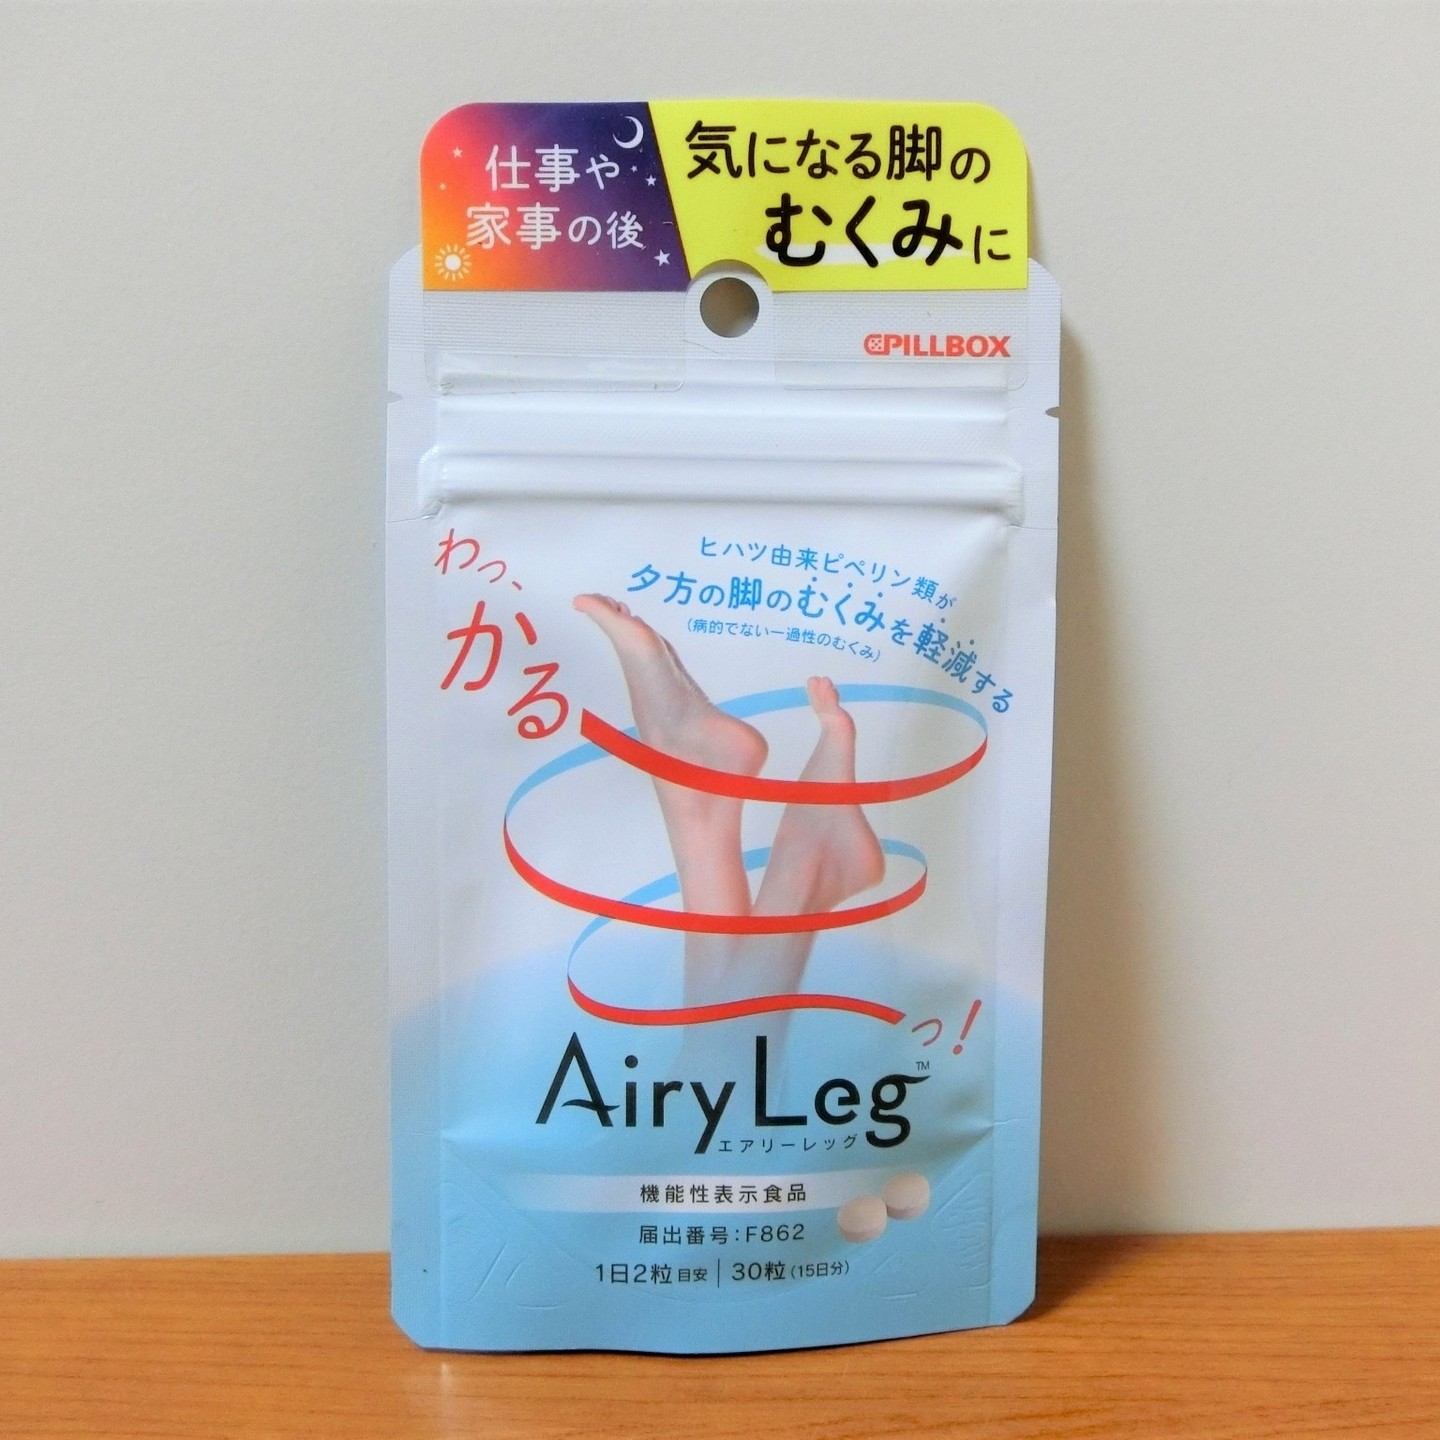 仕事や
家事の後
気になる脚の
むくみに
PILLBOX
わっ、
かる
ヒハツ由来ピペリン類が
夕方の脚のむくみを軽減する
(病的でない一過性のむくみ)
っ!
AiryLeg™
エアリーレッグ
機能性表示食品
届出番号:F862
1日2粒目安|30粒(15日分)